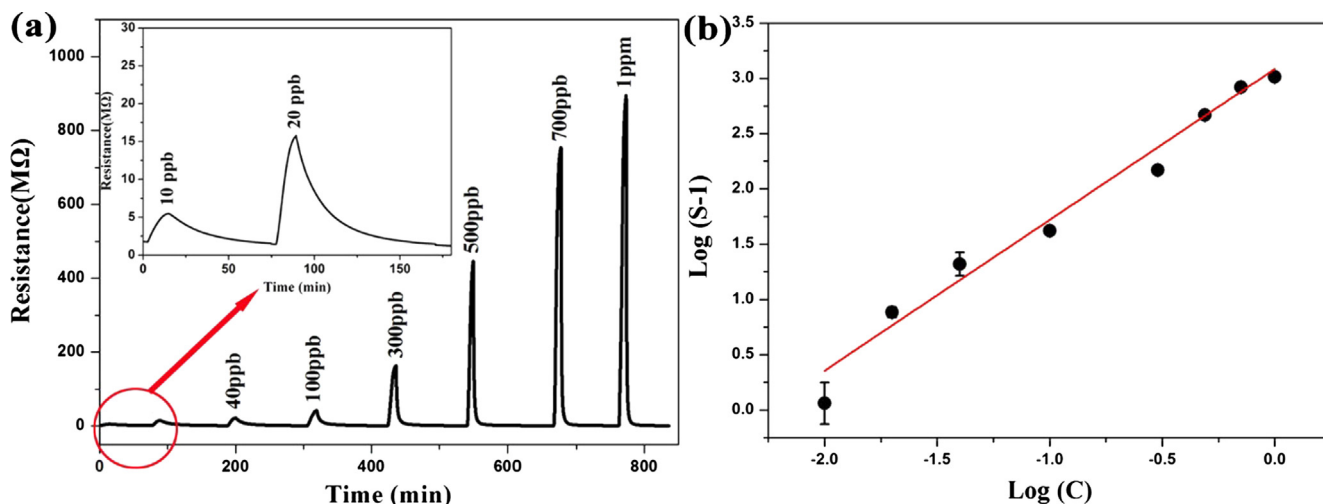 (a)
Resistance(MΩ)
1000
800
600
400
200
0
0
200
400
600
800
Time (min)
40ppb
100ppb
300ppb
500ppb
700ppb
1ppm
Resistance(MΩ)
30
25
20
15
10
5
0
0
50
100
150
Time (min)
10 ppb
20 ppb
(b)
Log (S-1)
3.5
3.0
2.5
2.0
1.5
1.0
0.5
0.0
-2.0
-1.5
-1.0
-0.5
0.0
Log (C)